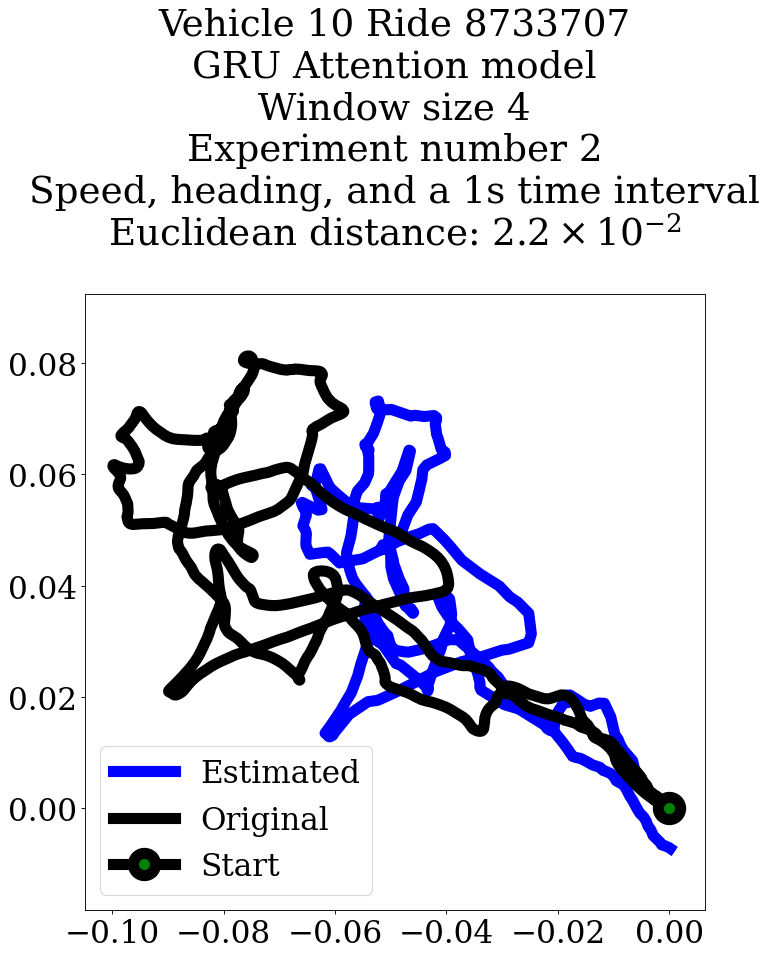 Vehicle 10 Ride 8733707
GRU Attention model
Window size 4
Experiment number 2
Speed, heading, and a 1s time interval
Euclidean distance: 2.2 × 10⁻²
0.08
0.06
0.04
0.02
0.00
Estimated
Original
Start
−0.10 −0.08 −0.06 −0.04 −0.02 0.00